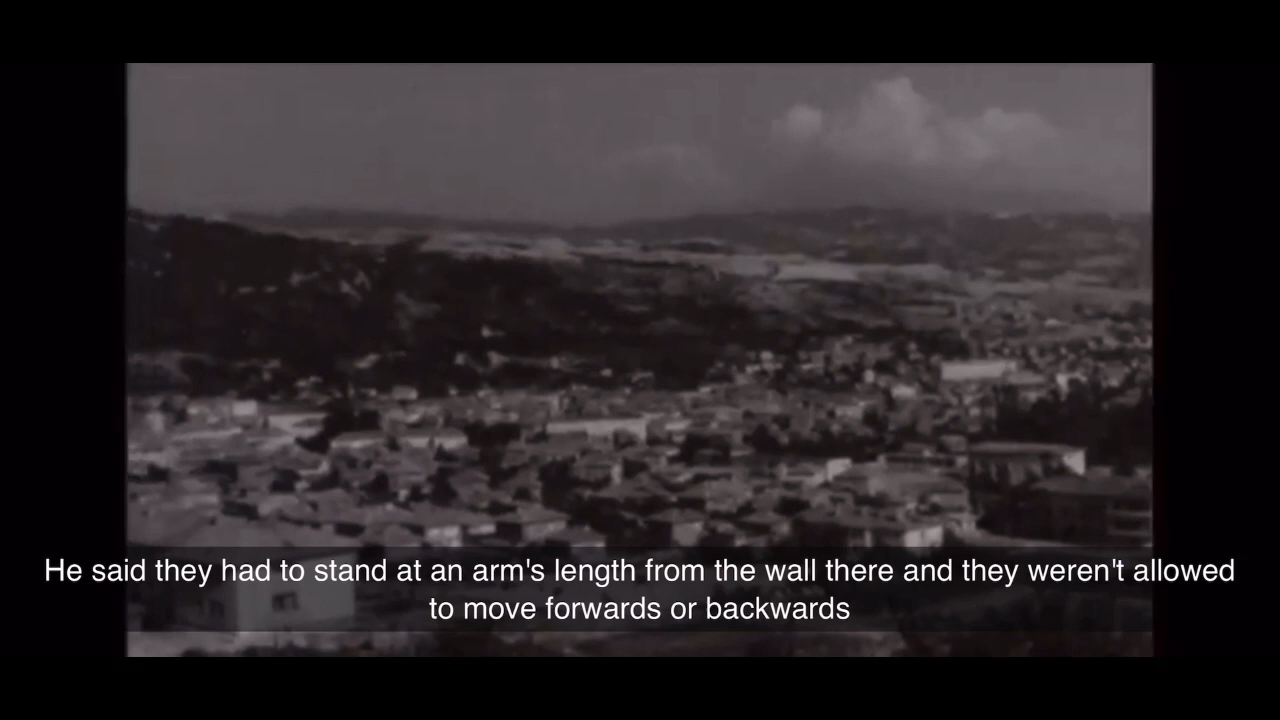 He said they had to stand at an arm's length from the wall there and they weren't allowed
to move forwards or backwards